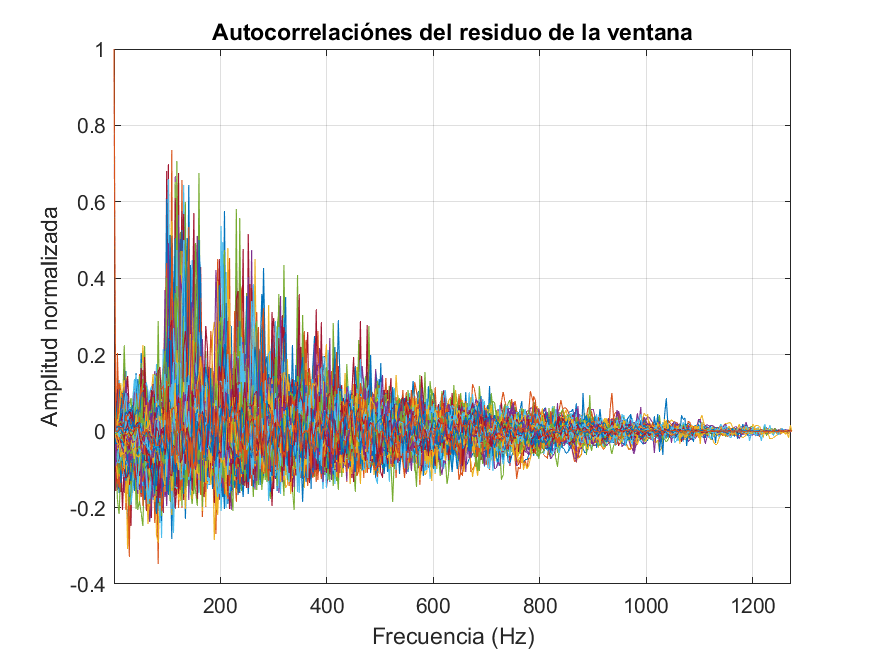 Autocorrelaciónes del residuo de la ventana
1
0.8
0.6
0.4
0.2
0
-0.2
-0.4
Amplitud normalizada
200 400 600 800 1000 1200
Frecuencia (Hz)